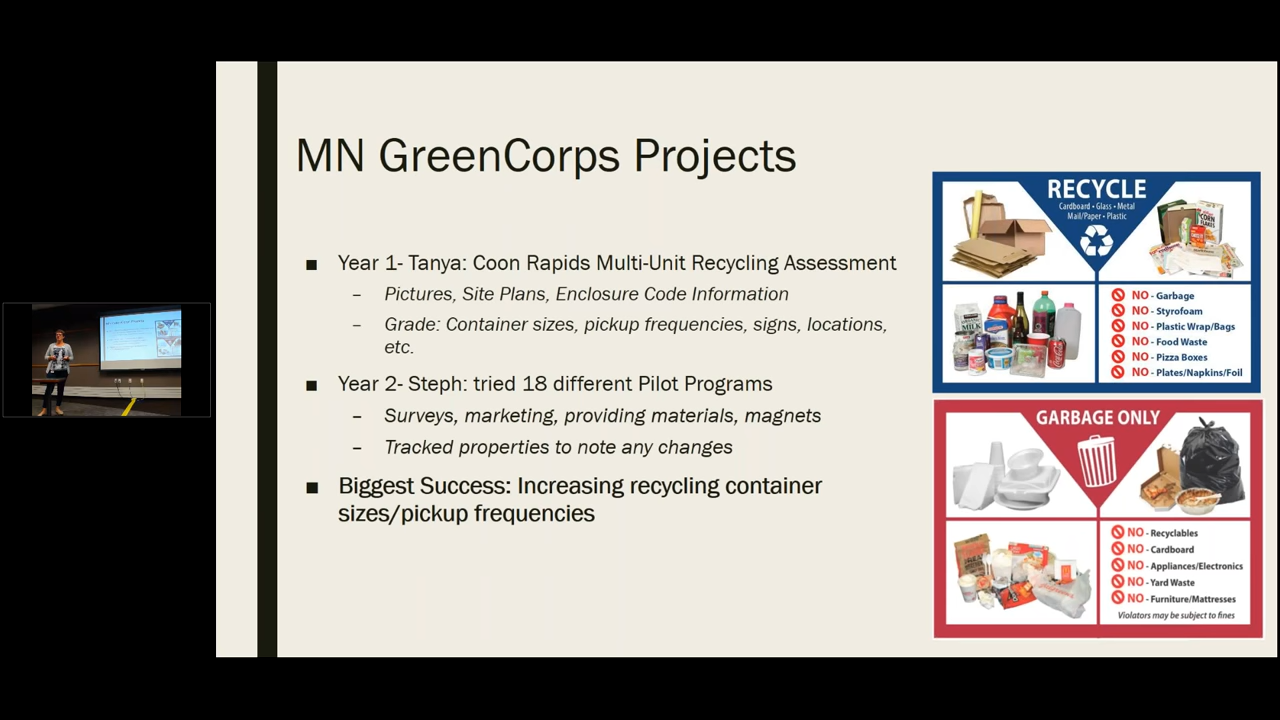 MN GreenCorps Projects
■ Year 1- Tanya: Coon Rapids Multi-Unit Recycling Assessment
– Pictures, Site Plans, Enclosure Code Information
– Grade: Container sizes, pickup frequencies, signs, locations,
etc.
■ Year 2- Steph: tried 18 different Pilot Programs
– Surveys, marketing, providing materials, magnets
– Tracked properties to note any changes
■ Biggest Success: Increasing recycling container
sizes/pickup frequencies
RECYCLE
Cardboard • Glass • Metal
Mail/Paper • Plastic
CORN
FLAKES
MILK
NO - Garbage
NO - Styrofoam
NO - Plastic Wrap/Bags
NO - Food Waste
NO - Pizza Boxes
NO - Plates/Napkins/Foil
GARBAGE ONLY
NO - Recyclables
NO - Cardboard
NO - Appliances/Electronics
NO - Yard Waste
NO - Furniture/Mattresses
Violators may be subject to fines